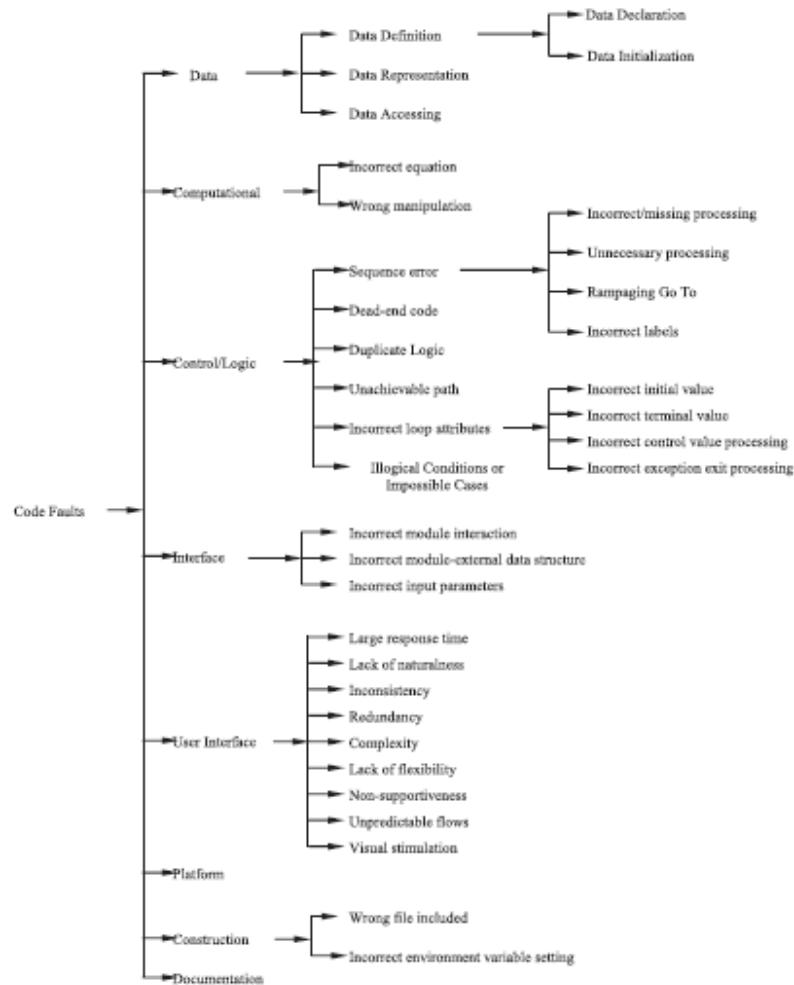 Data Declaration
Data Definition
Data Initialization
Data
Data Representation
Data Accessing
Incorrect equation
Computational
Wrong manipulation
Incorrect/missing processing
Unnecessary processing
Sequence error
Rampaging Go To
Dead-end code
Incorrect labels
Duplicate Logic
Control/Logic
Unachievable path
Incorrect initial value
Incorrect terminal value
Incorrect loop attributes
Incorrect control value processing
Illogical Conditions or
Impossible Cases
Incorrect exception exit processing
Code Faults
Incorrect module interaction
Interface
Incorrect module-external data structure
Incorrect input parameters
Large response time
Lack of naturalness
Inconsistency
Redundancy
User Interface
Complexity
Lack of flexibility
Non-supportiveness
Unpredictable flows
Visual stimulation
Platform
Wrong file included
Construction
Incorrect environment variable setting
Documentation